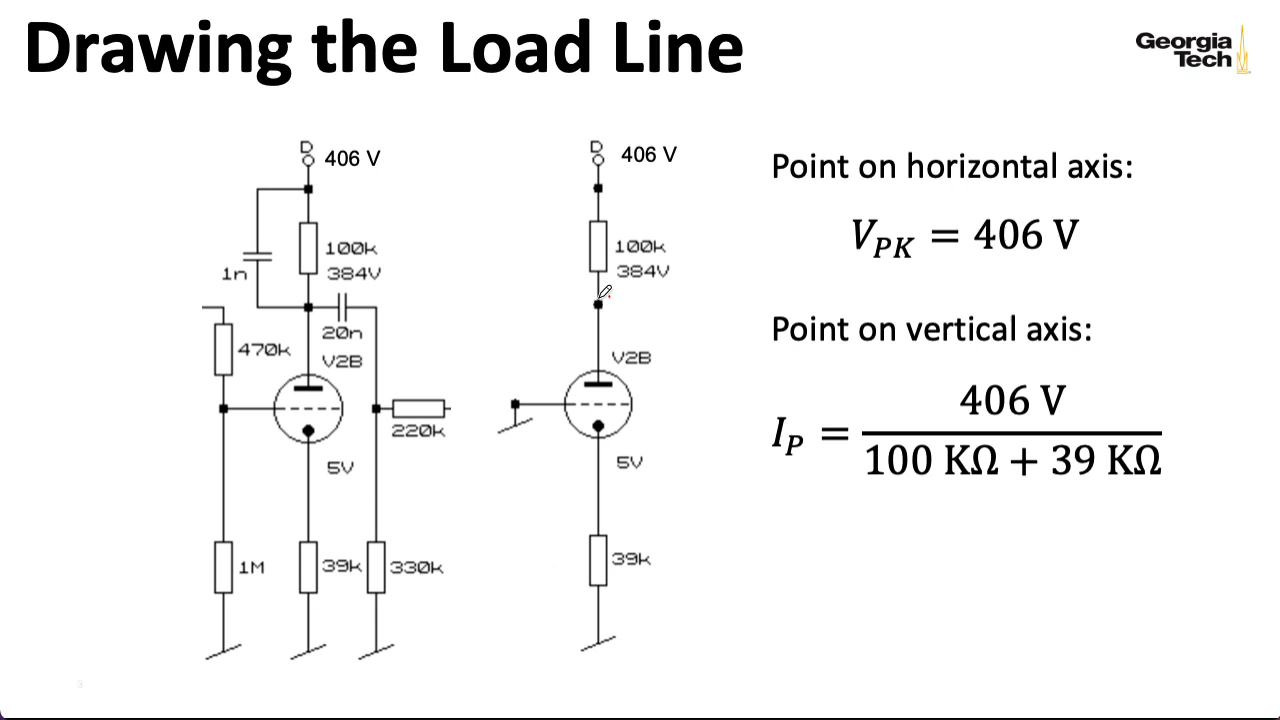 Drawing the Load Line
Georgia
Tech
D
406 V
100k
384V
1n
20n
470k
V2B
220k
5V
1M
39k
330k
D
406 V
100k
384V
V2B
5V
39k
Point on horizontal axis:
V_PK = 406 V
Point on vertical axis:
I_P = 406 V / 100 KΩ + 39 KΩ
3